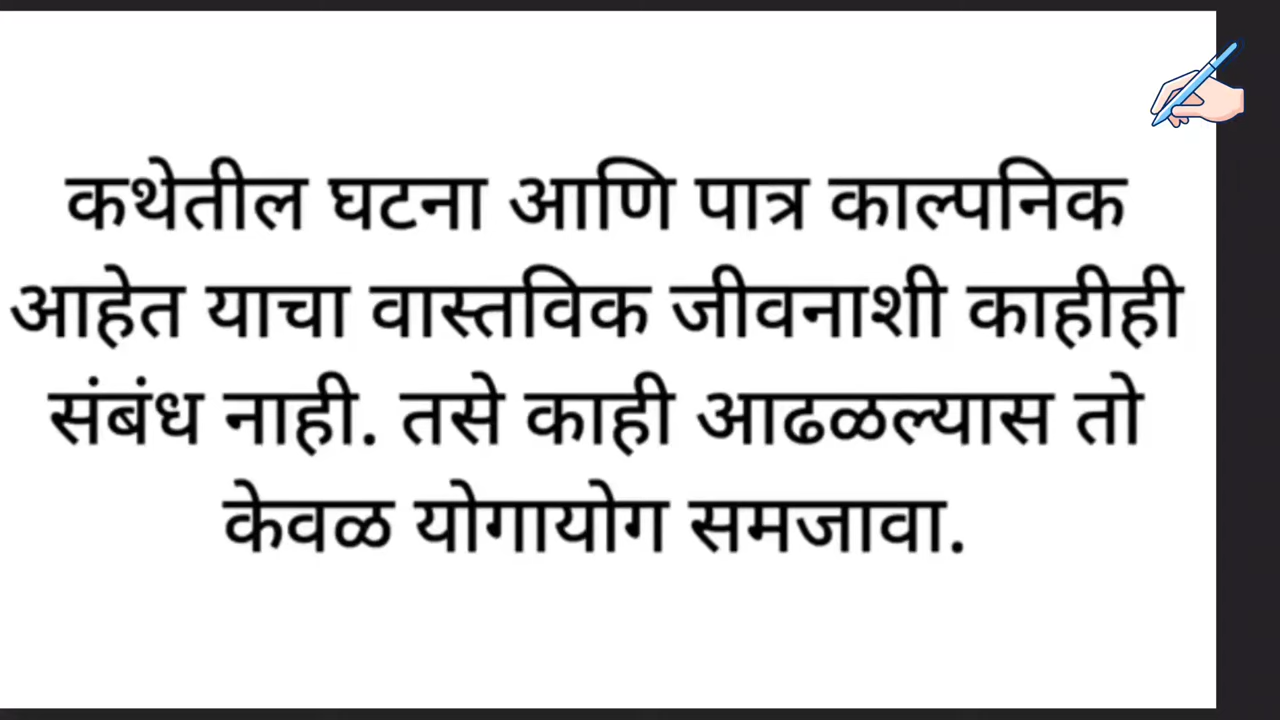 कथेतील घटना आणि पात्र काल्पनिक
आहेत याचा वास्तविक जीवनाशी काहीही
संबंध नाही. तसे काही आढळल्यास तो
केवळ योगायोग समजावा.